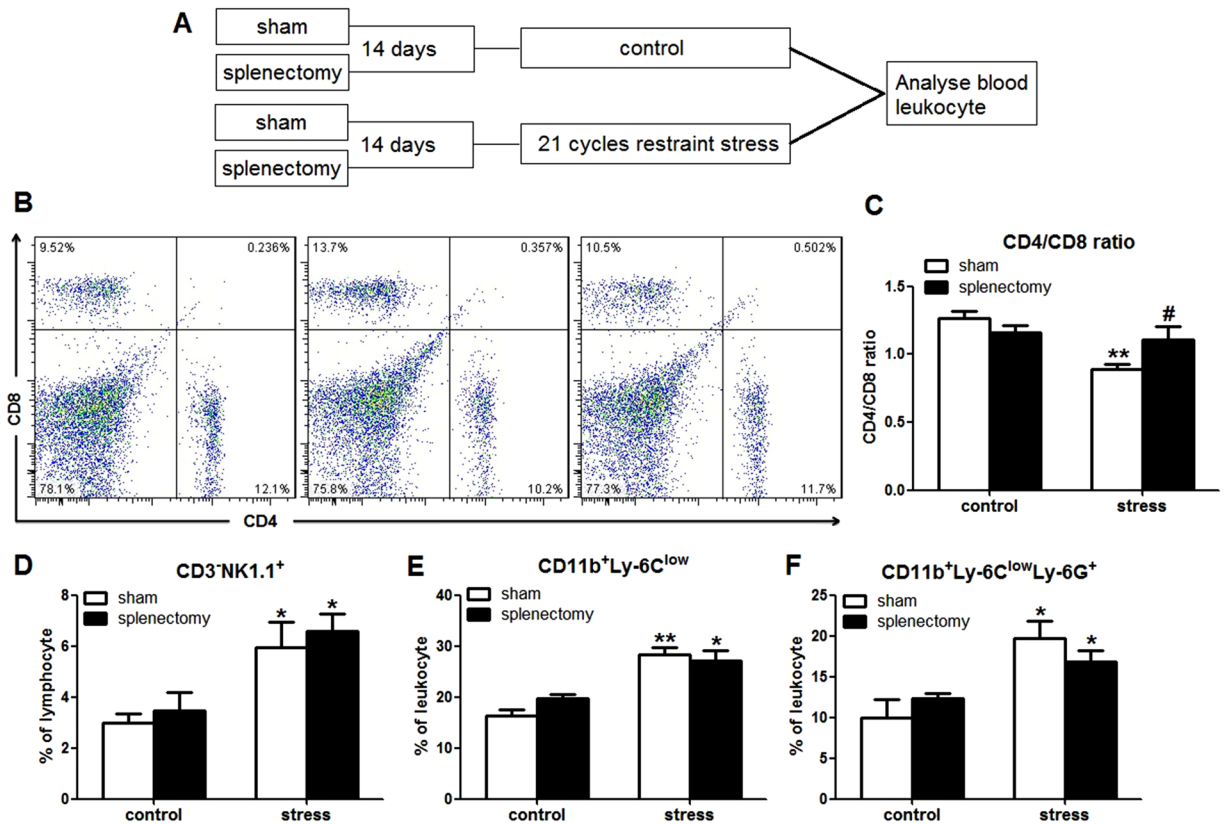 A
sham
splenectomy
14 days
control
sham
splenectomy
14 days
21 cycles restraint stress
Analyse blood
leukocyte
B
9.52%
0.236%
78.1%
12.1%
13.7%
0.357%
75.8%
10.2%
10.5%
0.502%
77.3%
11.7%
CD8
CD4
C
CD4/CD8 ratio
sham
splenectomy
CD4/CD8 ratio
1.5
1.0
0.5
0.0
**
#
control
stress
D
CD3⁻NK1.1⁺
sham
splenectomy
% of lymphocyte
8
6
4
2
0
*
*
control
stress
E
CD11b⁺Ly-6Cˡᵒʷ
sham
splenectomy
% of leukocyte
40
30
20
10
0
**
*
control
stress
F
CD11b⁺Ly-6CˡᵒʷLy-6G⁺
sham
splenectomy
% of leukocyte
25
20
15
10
5
0
*
*
control
stress